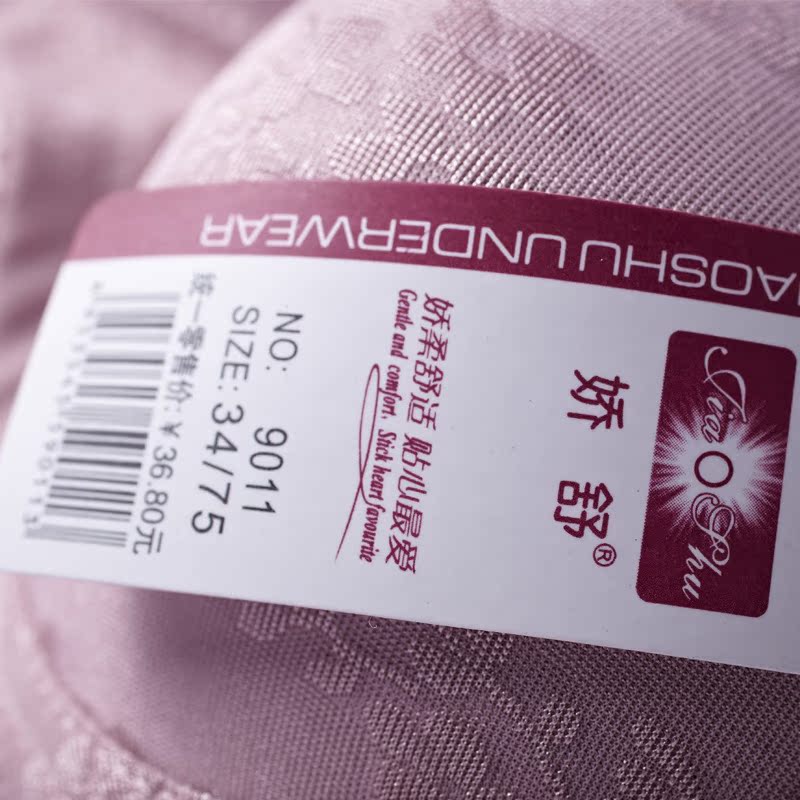 JIAOSHU UNDERWEAR
Jiao Shu
娇 舒®
娇柔舒适 贴心最爱
Gentle and comfort, Stick heart favourite
NO: 9011
SIZE: 34/75
统一零售价:¥36.80元